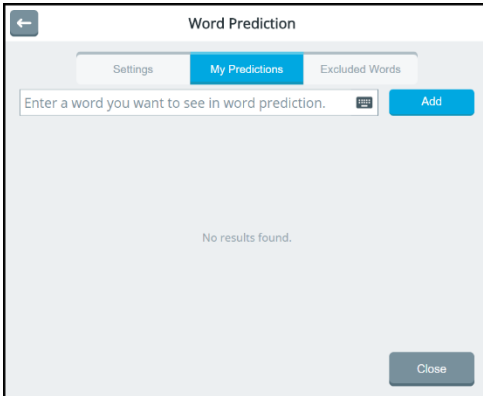 Word Prediction
Settings My Predictions Excluded Words
Enter a word you want to see in word prediction. Add
No results found.
Close